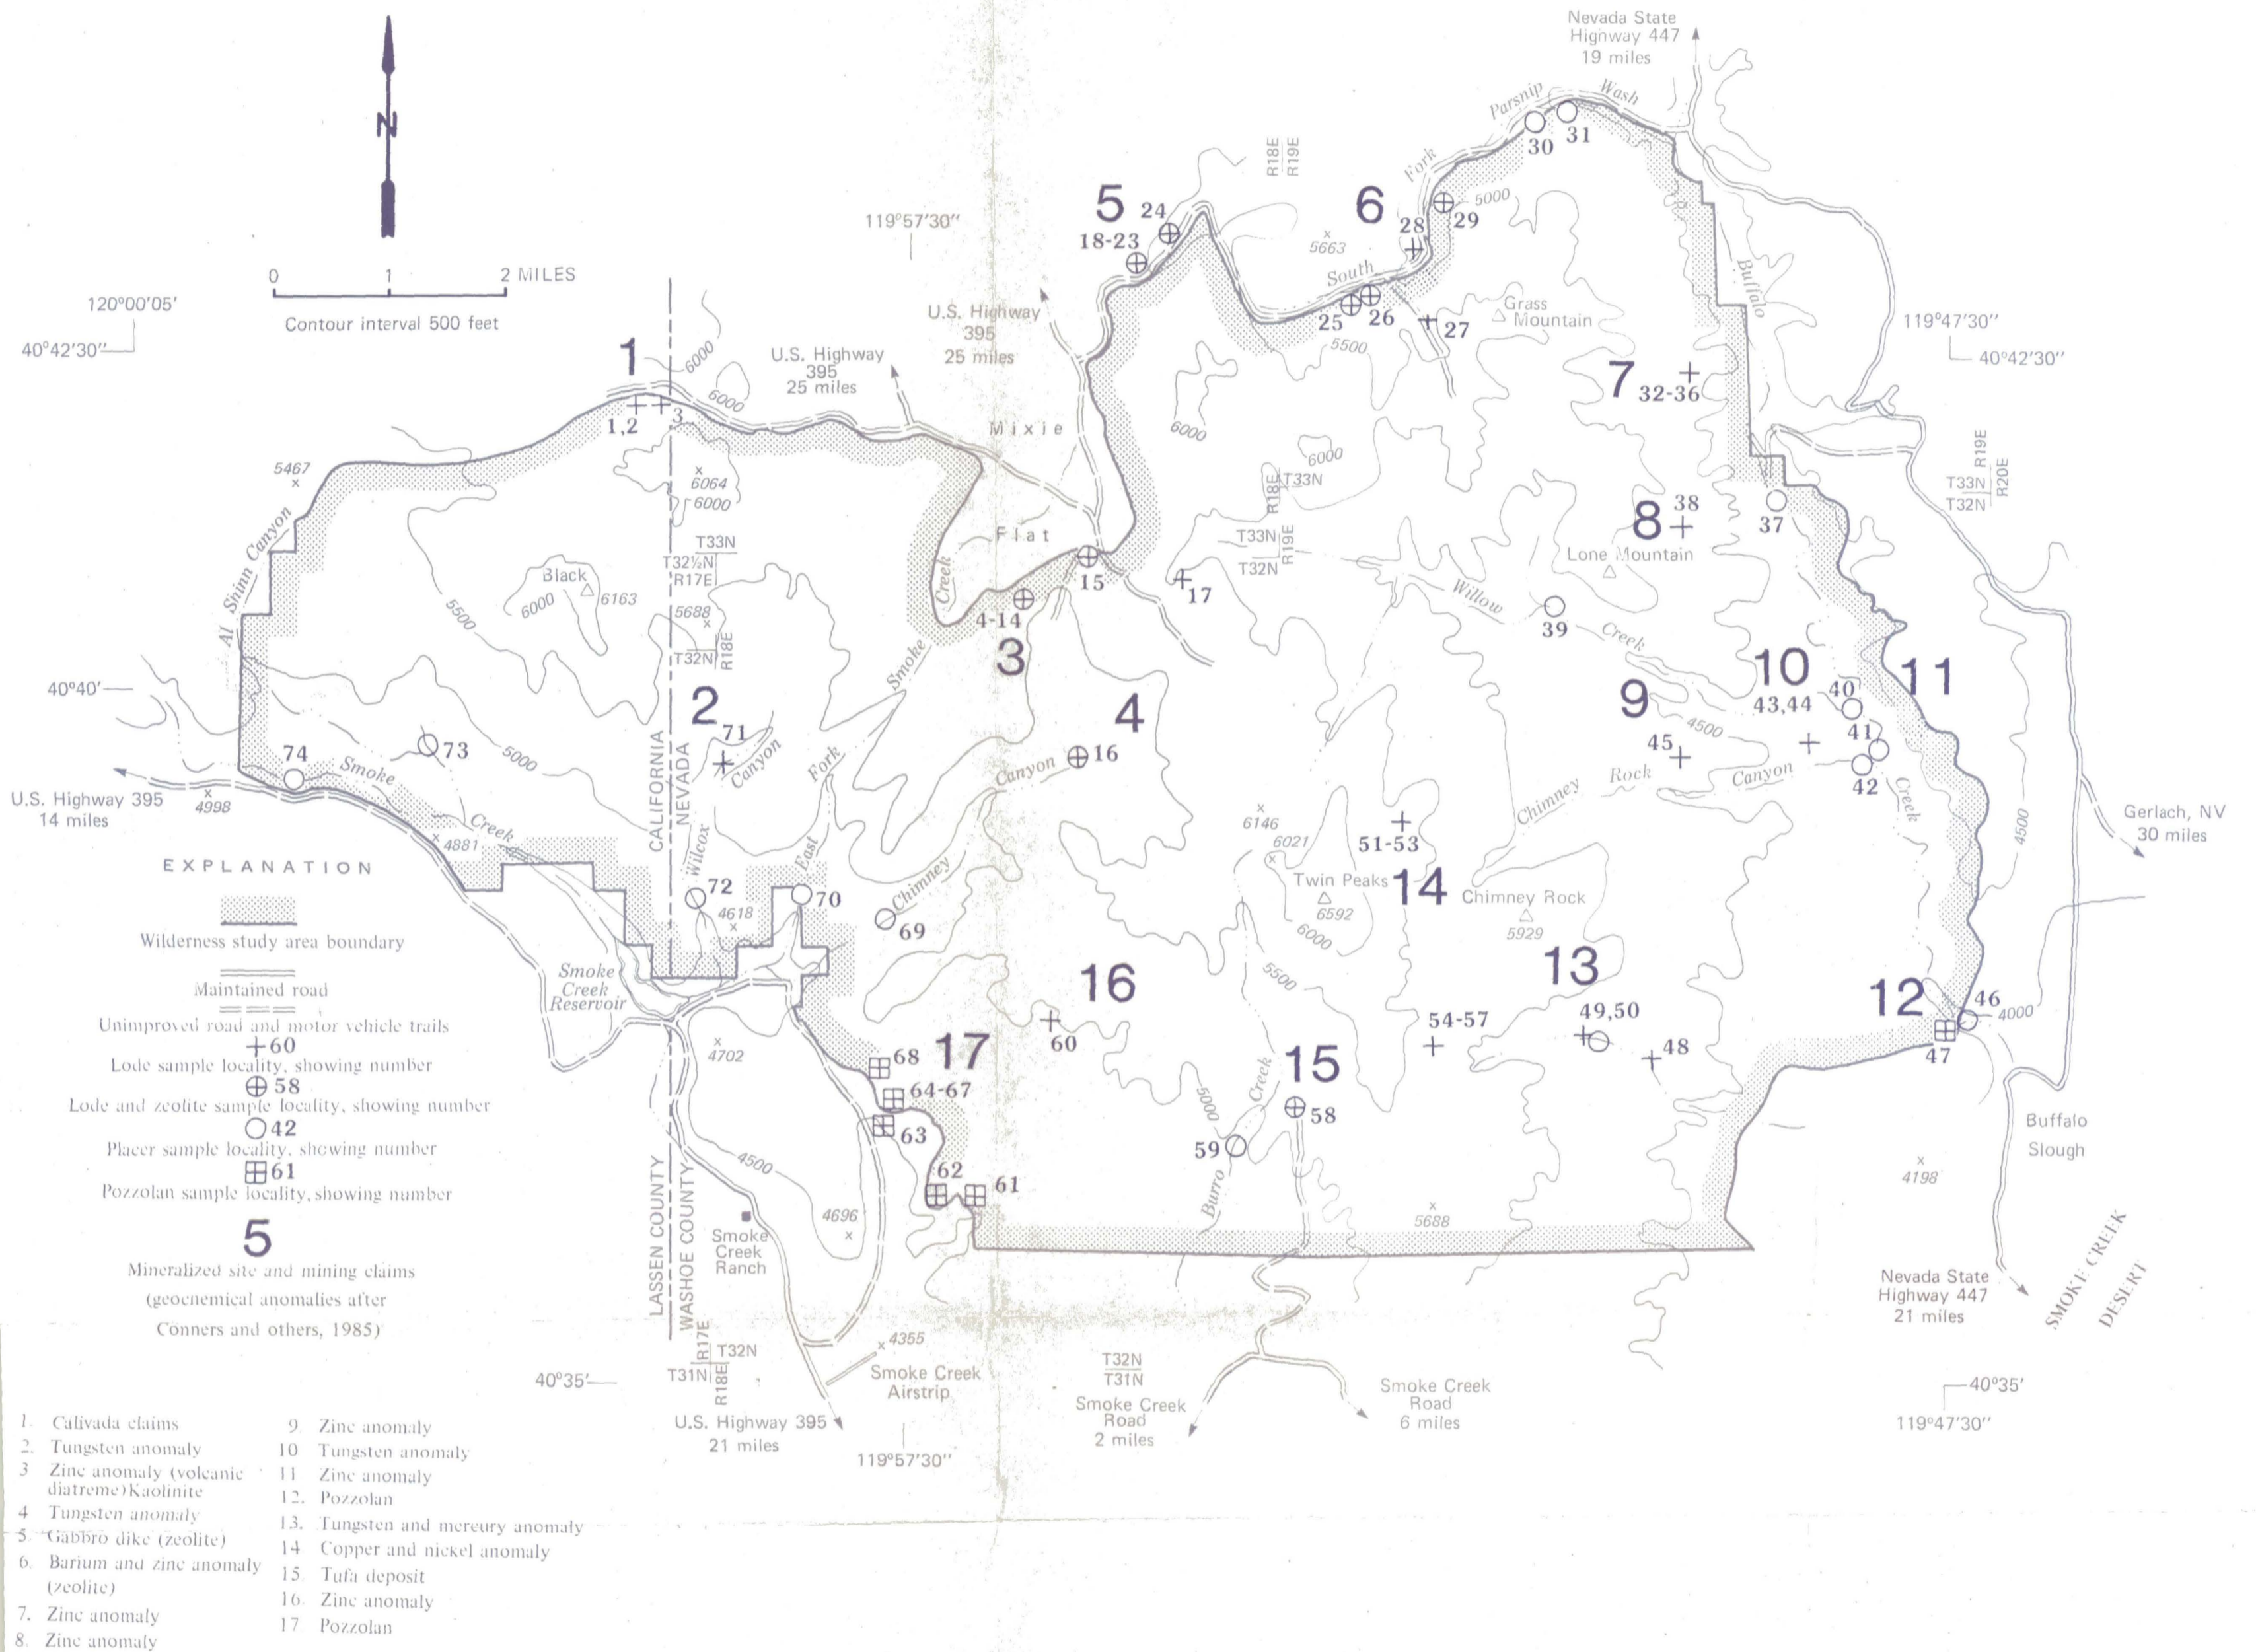 Nevada State
Highway 447
19 miles
N
Parsnip
Wash
30
31
R18E
R19E
Fork
5
24
6
28
5000
29
119°57'30"
18-23
5663
0
1
2 MILES
South
Buffalo
120°00'05'
Contour interval 500 feet
25
26
27
Grass
Mountain
U.S. Highway
395
25 miles
119°47'30"
40°42'30"
5500
1
6000
U.S. Highway
395
25 miles
40°42'30"
7
32-36
6000
1,2
3
Mixie
6000
5467
6064
6000
6000
R18E
T33N
R19E
R20E
T33N
T32N
Al Shinn Canyon
8
38
37
Flat
T33N
T32½N
R17E
T33N
T32N
R19E
Lone Mountain
Creek
15
17
Black
6163
6000
5500
5688
4-14
Willow
39
Creek
T32N
R18E
3
Smoke
40°40'
2
71
4
9
10
43,44
40
11
4500
CALIFORNIA
NEVADA
Canyon
Fork
Canyon
16
45
41
42
73
5000
74
Smoke
Chimney
Rock
Canyon
Creek
U.S. Highway 395
14 miles
4998
Gerlach, NV
30 miles
4881
Creek
Wilcox
East
6146
6021
51-53
4500
EXPLANATION
72
4618
70
Chimney
69
Twin Peaks
6592
14
Chimney Rock
5929
6000
Wilderness study area boundary
Smoke
Creek
Reservoir
16
5500
13
12
46
4000
Maintained road
Unimproved road and motor vehicle trails
60
Lode sample locality, showing number
58
Lode and zeolite sample locality, showing number
42
Placer sample locality, showing number
61
Pozzolan sample locality, showing number
5
Mineralized site and mining claims
(geochemical anomalies after
Conners and others, 1985)
4702
68
17
60
54-57
49,50
48
47
64-67
63
15
58
5000
Creek
59
Burro
Buffalo
Slough
4198
4500
62
61
4696
5688
LASSEN COUNTY
WASHOE COUNTY
Smoke
Creek
Ranch
SMOKE CREEK
DESERT
Nevada State
Highway 447
21 miles
R17E
T32N
T31N
R18E
4355
Smoke Creek
Airstrip
T32N
T31N
40°35'
40°35'
Smoke Creek
Road
2 miles
Smoke Creek
Road
6 miles
U.S. Highway 395
21 miles
119°57'30"
119°47'30"
1. Calivada claims
2. Tungsten anomaly
3 Zinc anomaly (volcanic
diatreme)Kaolinite
4 Tungsten anomaly
5. Gabbro dike (zeolite)
6. Barium and zinc anomaly
(zeolite)
7. Zinc anomaly
8. Zinc anomaly
9. Zinc anomaly
10 Tungsten anomaly
11 Zinc anomaly
12. Pozzolan
13. Tungsten and mercury anomaly
14 Copper and nickel anomaly
15. Tufa deposit
16. Zinc anomaly
17 Pozzolan